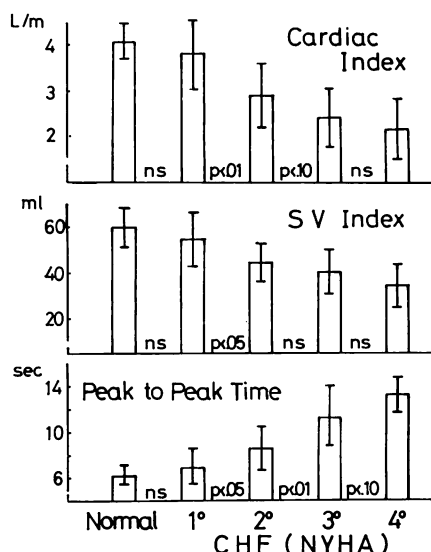 L/m
Cardiac
Index
4
3
2
ns p<.01 p<.10 ns
ml
SV Index
60
40
20
ns p<.05 ns ns
sec
Peak to Peak Time
14
10
6
ns p<.05 p<.01 p<.10
Normal 1° 2° 3° 4°
CHF (NYHA)